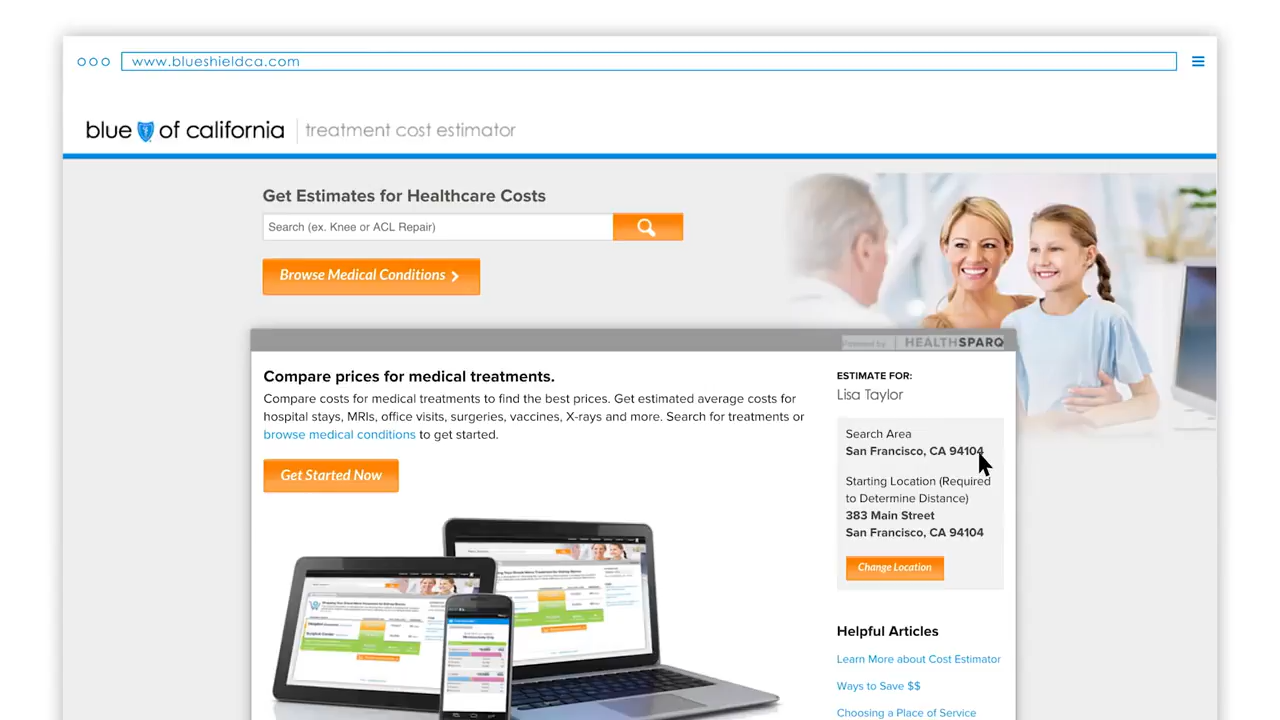 www.blueshieldca.com
blue of california | treatment cost estimator
Get Estimates for Healthcare Costs
Search (ex. Knee or ACL Repair)
Browse Medical Conditions
Powered by | HEALTHSPARQ
Compare prices for medical treatments.
Compare costs for medical treatments to find the best prices. Get estimated average costs for
hospital stays, MRIs, office visits, surgeries, vaccines, X-rays and more. Search for treatments or
browse medical conditions to get started.
Get Started Now
ESTIMATE FOR:
Lisa Taylor
Search Area
San Francisco, CA 94104
Starting Location (Required
to Determine Distance)
383 Main Street
San Francisco, CA 94104
Change Location
Helpful Articles
Learn More about Cost Estimator
Ways to Save $$
Choosing a Place of Service